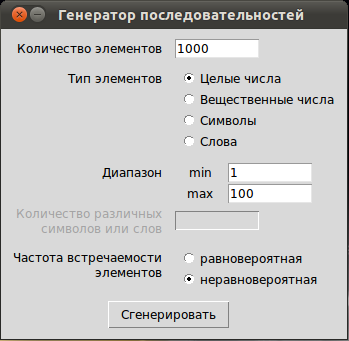 Генератор последовательностей
Количество элементов 1000
Тип элементов Целые числа
Вещественные числа
Символы
Слова
Диапазон min 1
max 100
Количество различных
символов или слов
Частота встречаемости равновероятная
элементов неравновероятная
Сгенерировать